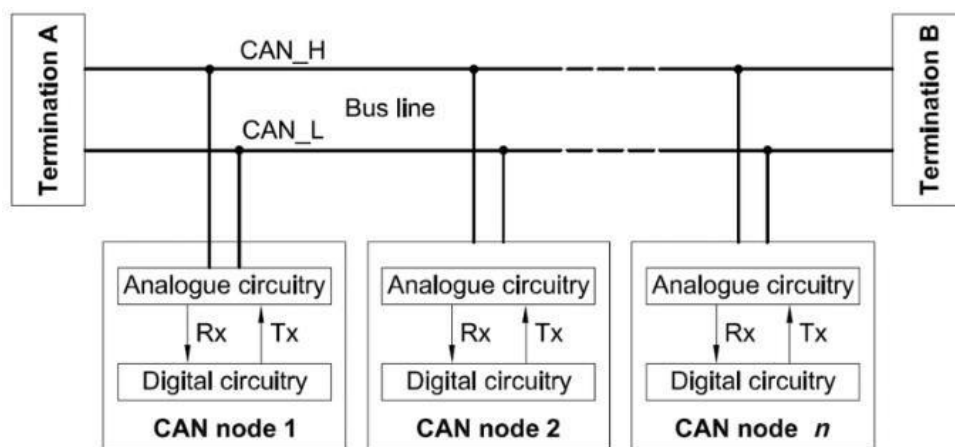 Termination A
CAN_H
Bus line
CAN_L
Termination B
Analogue circuitry
Rx
Tx
Digital circuitry
CAN node 1
Analogue circuitry
Rx
Tx
Digital circuitry
CAN node 2
Analogue circuitry
Rx
Tx
Digital circuitry
CAN node n